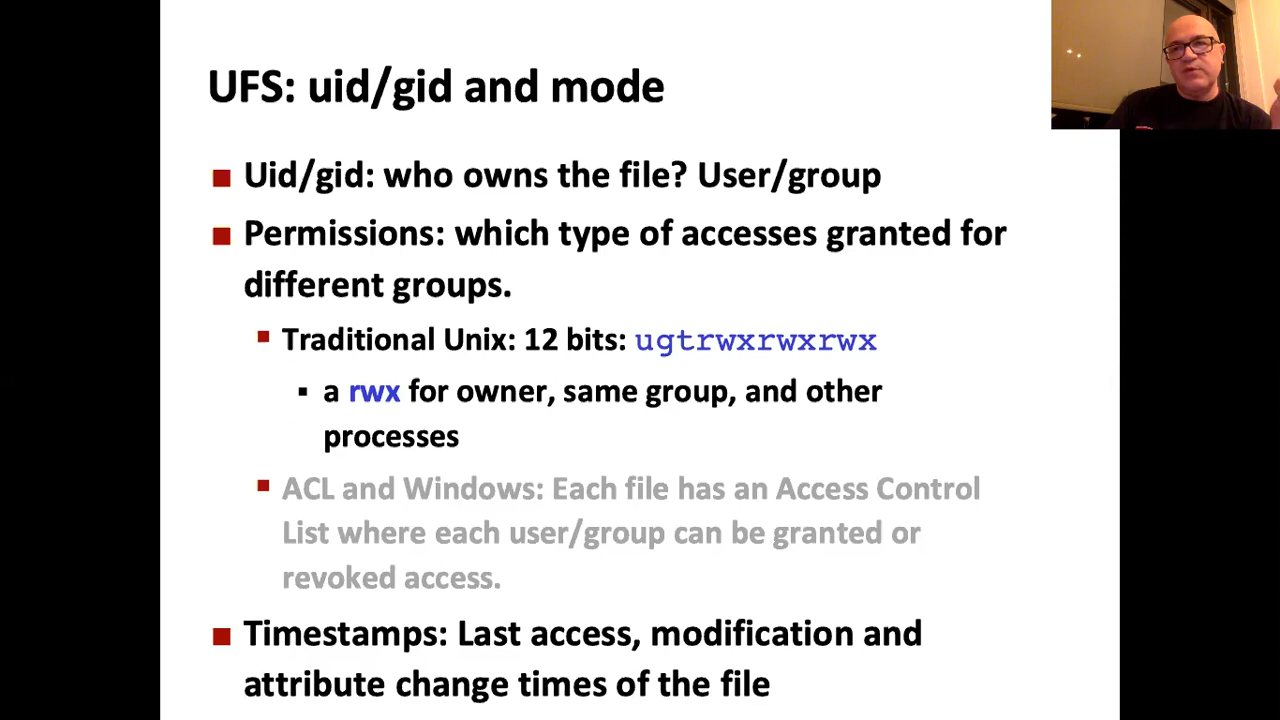 UFS: uid/gid and mode
Uid/gid: who owns the file? User/group
Permissions: which type of accesses granted for
different groups.
Traditional Unix: 12 bits: ugtrwxrwxrwx
a rwx for owner, same group, and other
processes
ACL and Windows: Each file has an Access Control
List where each user/group can be granted or
revoked access.
Timestamps: Last access, modification and
attribute change times of the file